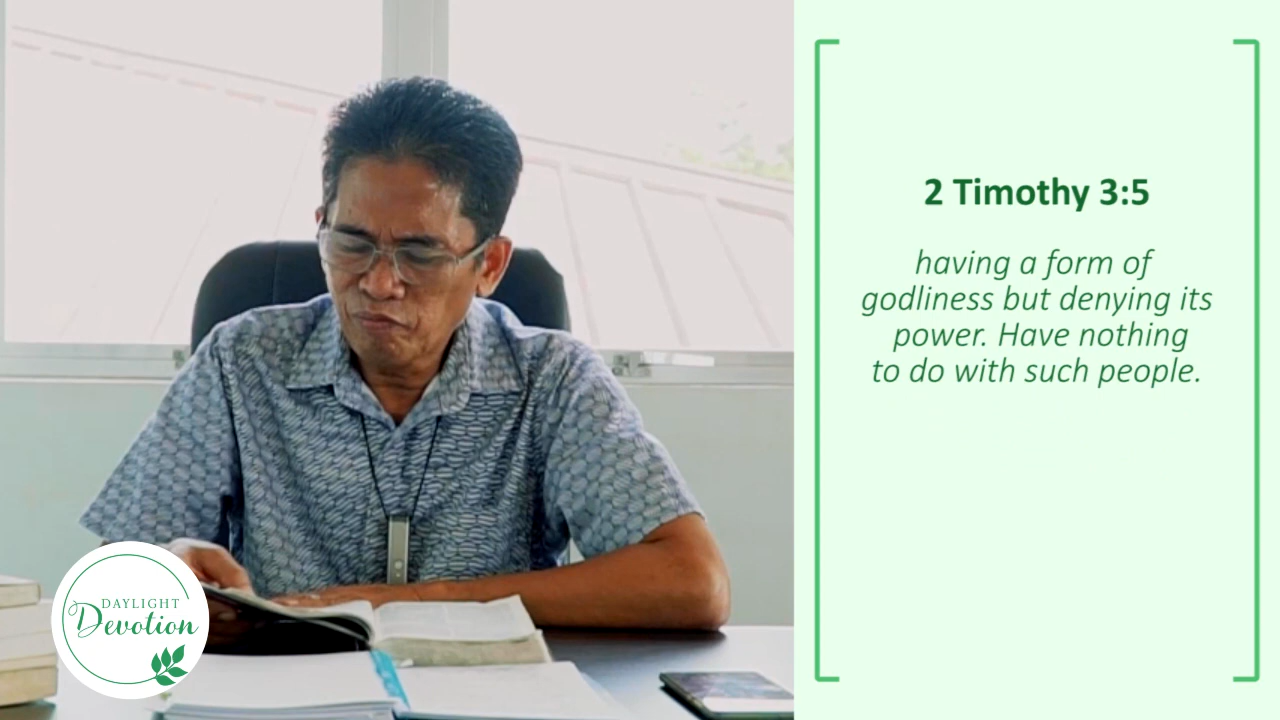 2 Timothy 3:5
having a form of
godliness but denying its
power. Have nothing
to do with such people.
DAYLIGHT
Devotion